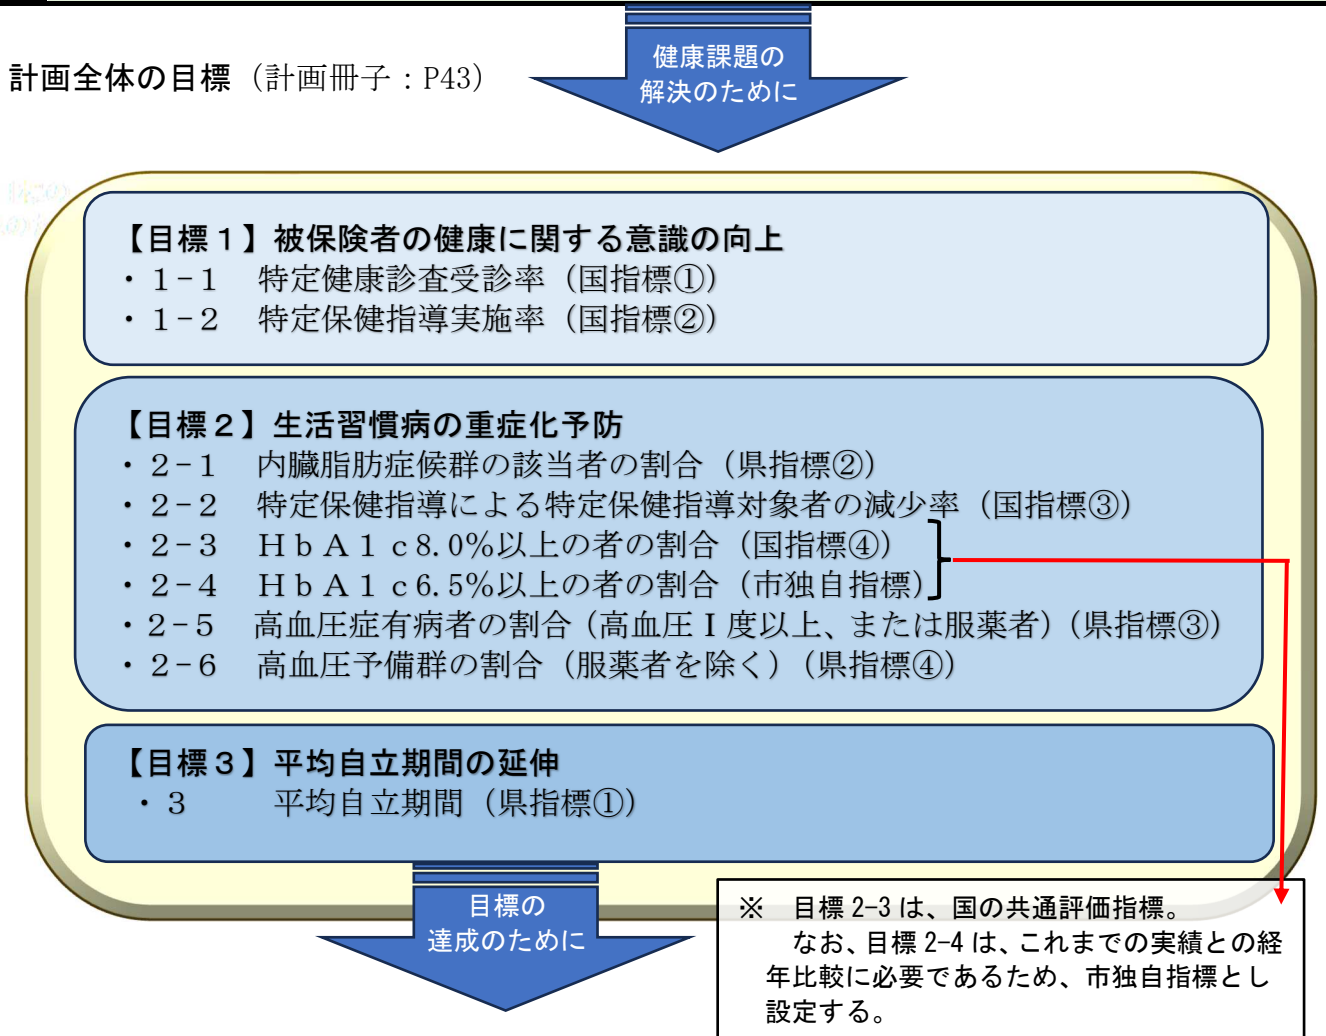 健康課題の
解決のために
計画全体の目標（計画冊子：P43）
【目標１】被保険者の健康に関する意識の向上
・１-１　特定健康診査受診率（国指標①）
・１-２　特定保健指導実施率（国指標②）
【目標２】生活習慣病の重症化予防
・２-１　内臓脂肪症候群の該当者の割合（県指標②）
・２-２　特定保健指導による特定保健指導対象者の減少率（国指標③）
・２-３　ＨｂＡ１ｃ8.0%以上の者の割合（国指標④）
・２-４　ＨｂＡ１ｃ6.5%以上の者の割合（市独自指標）
・２-５　高血圧症有病者の割合（高血圧Ⅰ度以上、または服薬者）（県指標③）
・２-６　高血圧予備群の割合（服薬者を除く）（県指標④）
【目標３】平均自立期間の延伸
・３　　平均自立期間（県指標①）
目標の
達成のために
※　目標 2-3 は、国の共通評価指標。
なお、目標 2-4 は、これまでの実績との経
年比較に必要であるため、市独自指標とし
設定する。